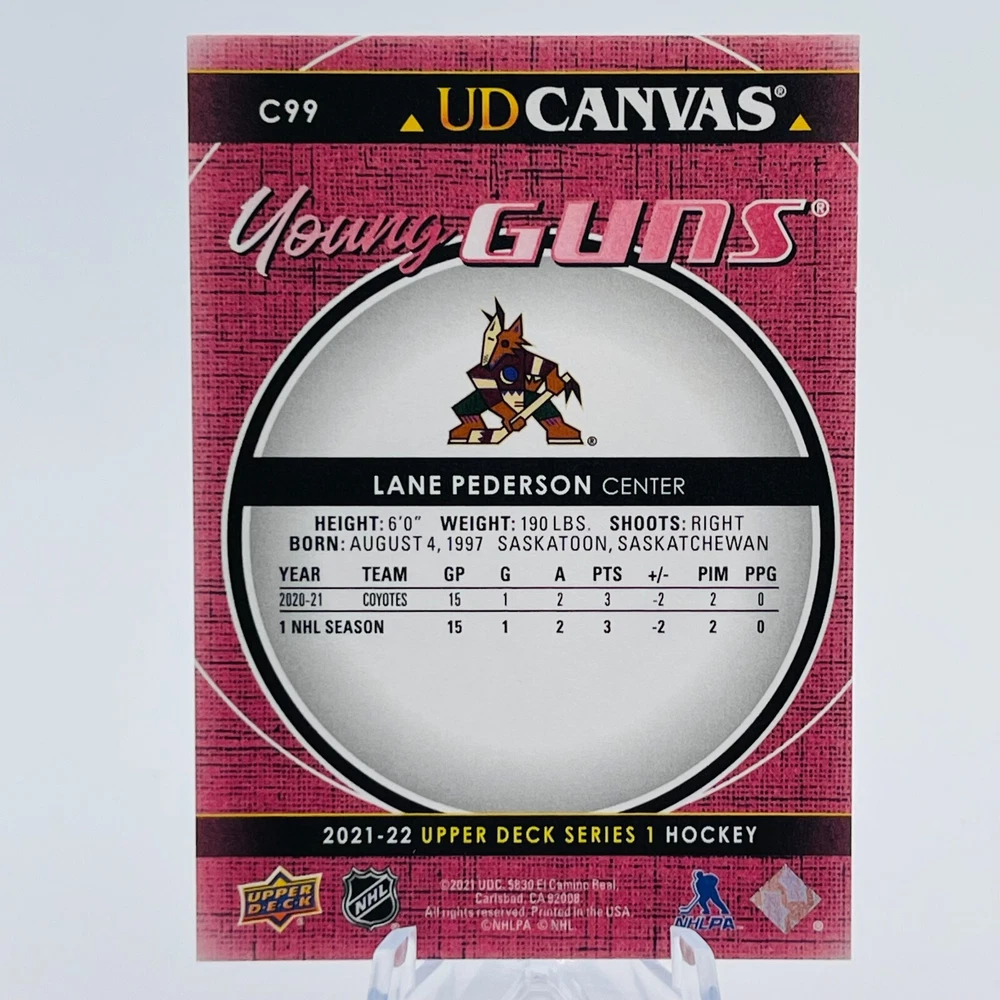 C99 UD CANVAS®
Young GUNS®
®
LANE PEDERSON CENTER
HEIGHT: 6'0" WEIGHT: 190 LBS. SHOOTS: RIGHT
BORN: AUGUST 4, 1997 SASKATOON, SASKATCHEWAN
YEAR TEAM GP G A PTS +/- PIM PPG
2020-21 COYOTES 15 1 2 3 -2 2 0
1 NHL SEASON 15 1 2 3 -2 2 0
2021-22 UPPER DECK SERIES 1 HOCKEY
UPPER DECK
NHL
©2021 UDC. 5830 El Camino Real,
Carlsbad, CA 92008.
All rights reserved. Printed in the USA.
©NHLPA ©NHL
NHLPA
®